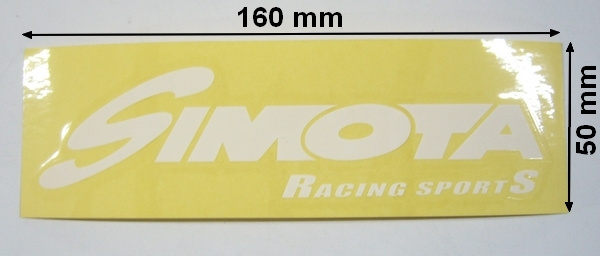 160 mm
SIMOTA
RACING SPORTS
50 mm